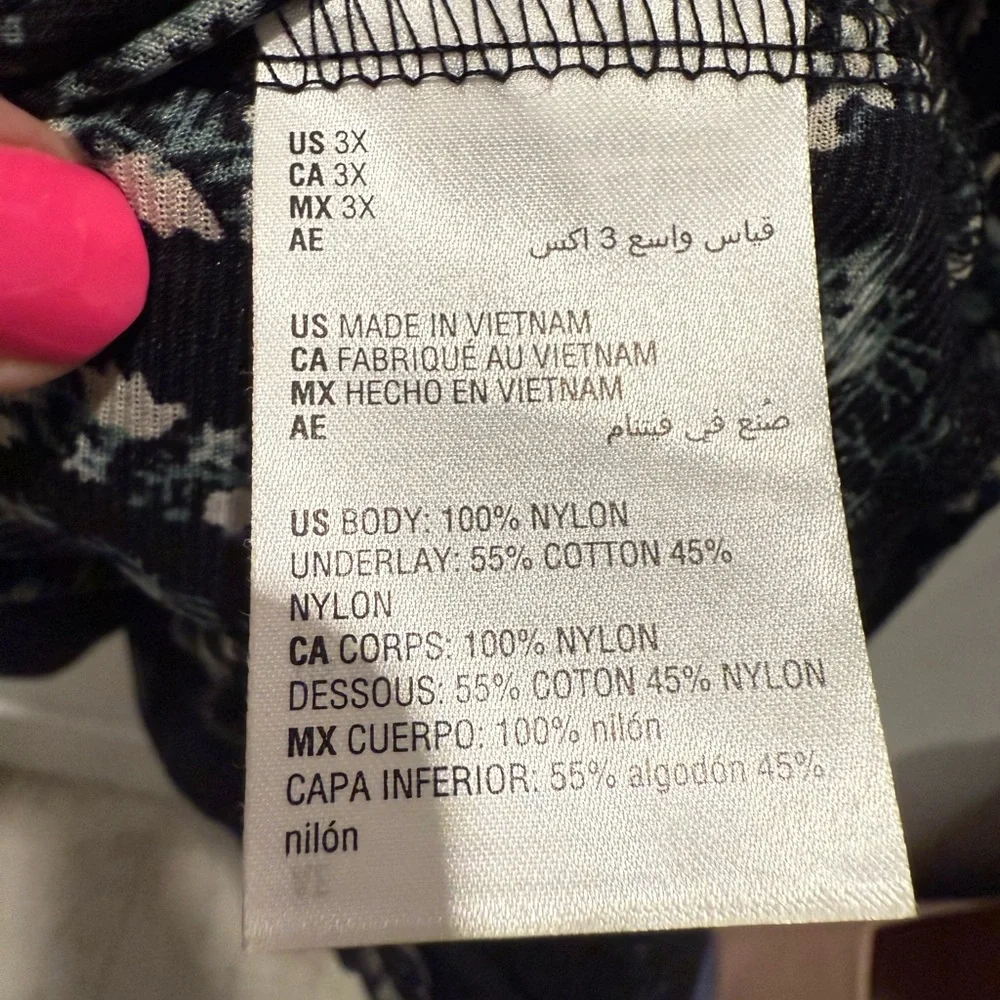 US 3X
CA 3X
MX 3X
AE قياس واسع 3 اكس
US MADE IN VIETNAM
CA FABRIQUÉ AU VIETNAM
MX HECHO EN VIETNAM
AE صُنع في فيتنام
US BODY: 100% NYLON
UNDERLAY: 55% COTTON 45%
NYLON
CA CORPS: 100% NYLON
DESSOUS: 55% COTON 45% NYLON
MX CUERPO: 100% nilón
CAPA INFERIOR: 55% algodón 45%
nilón